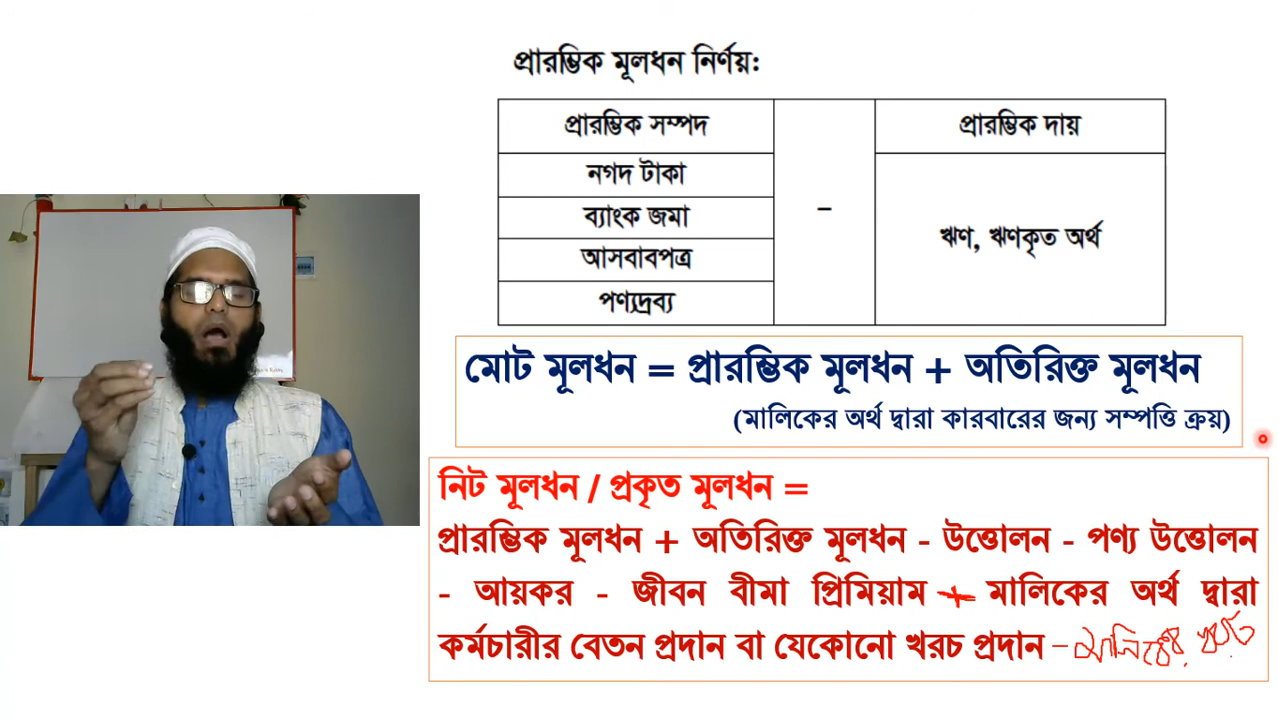 প্রারম্ভিক মূলধন নির্ণয়:
প্রারম্ভিক সম্পদ
প্রারম্ভিক দায়
নগদ টাকা
ব্যাংক জমা
আসবাবপত্র
পণ্যদ্রব্য
–
ঋণ, ঋণকৃত অর্থ
মোট মূলধন = প্রারম্ভিক মূলধন + অতিরিক্ত মূলধন
(মালিকের অর্থ দ্বারা কারবারের জন্য সম্পত্তি ক্রয়)
নিট মূলধন / প্রকৃত মূলধন =
প্রারম্ভিক মূলধন + অতিরিক্ত মূলধন - উত্তোলন - পণ্য উত্তোলন
- আয়কর - জীবন বীমা প্রিমিয়াম + মালিকের অর্থ দ্বারা
কর্মচারীর বেতন প্রদান বা যেকোনো খরচ প্রদান – মালিকের খরচ